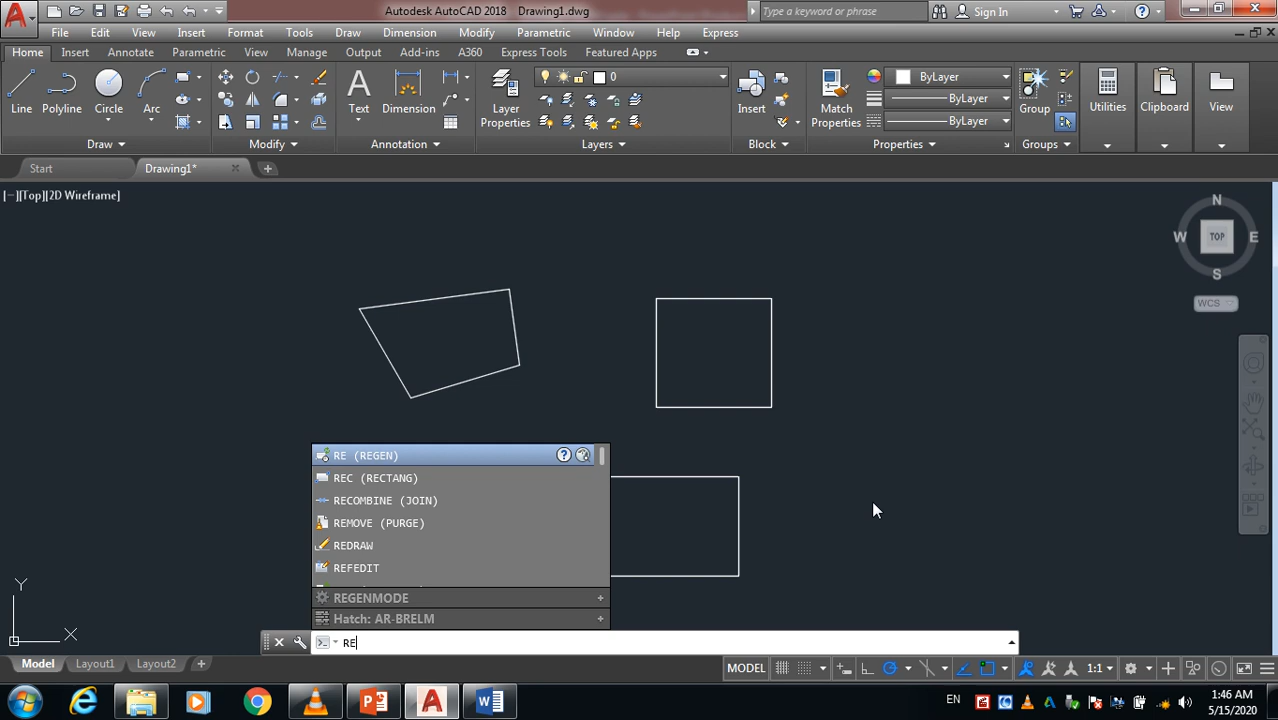 Autodesk AutoCAD 2018 Drawing1.dwg
Type a keyword or phrase
Sign In
File Edit View Insert Format Tools Draw Dimension Modify Parametric Window Help Express
Home Insert Annotate Parametric View Manage Output Add-ins A360 Express Tools Featured Apps
Line Polyline Circle Arc
Text Dimension
Layer Properties
0
Insert
Match Properties
ByLayer
ByLayer
ByLayer
Group
Utilities
Clipboard
View
Draw Modify Annotation Layers Block Properties Groups
Start Drawing1*
[−][Top][2D Wireframe]
N
W TOP E
S
WCS
RE (REGEN)
REC (RECTANG)
RECOMBINE (JOIN)
REMOVE (PURGE)
REDRAW
REFEDIT
REGENMODE
Hatch: AR-BRELM
Y
X
RE
Model Layout1 Layout2
MODEL 1:1
EN
1:46 AM
5/15/2020